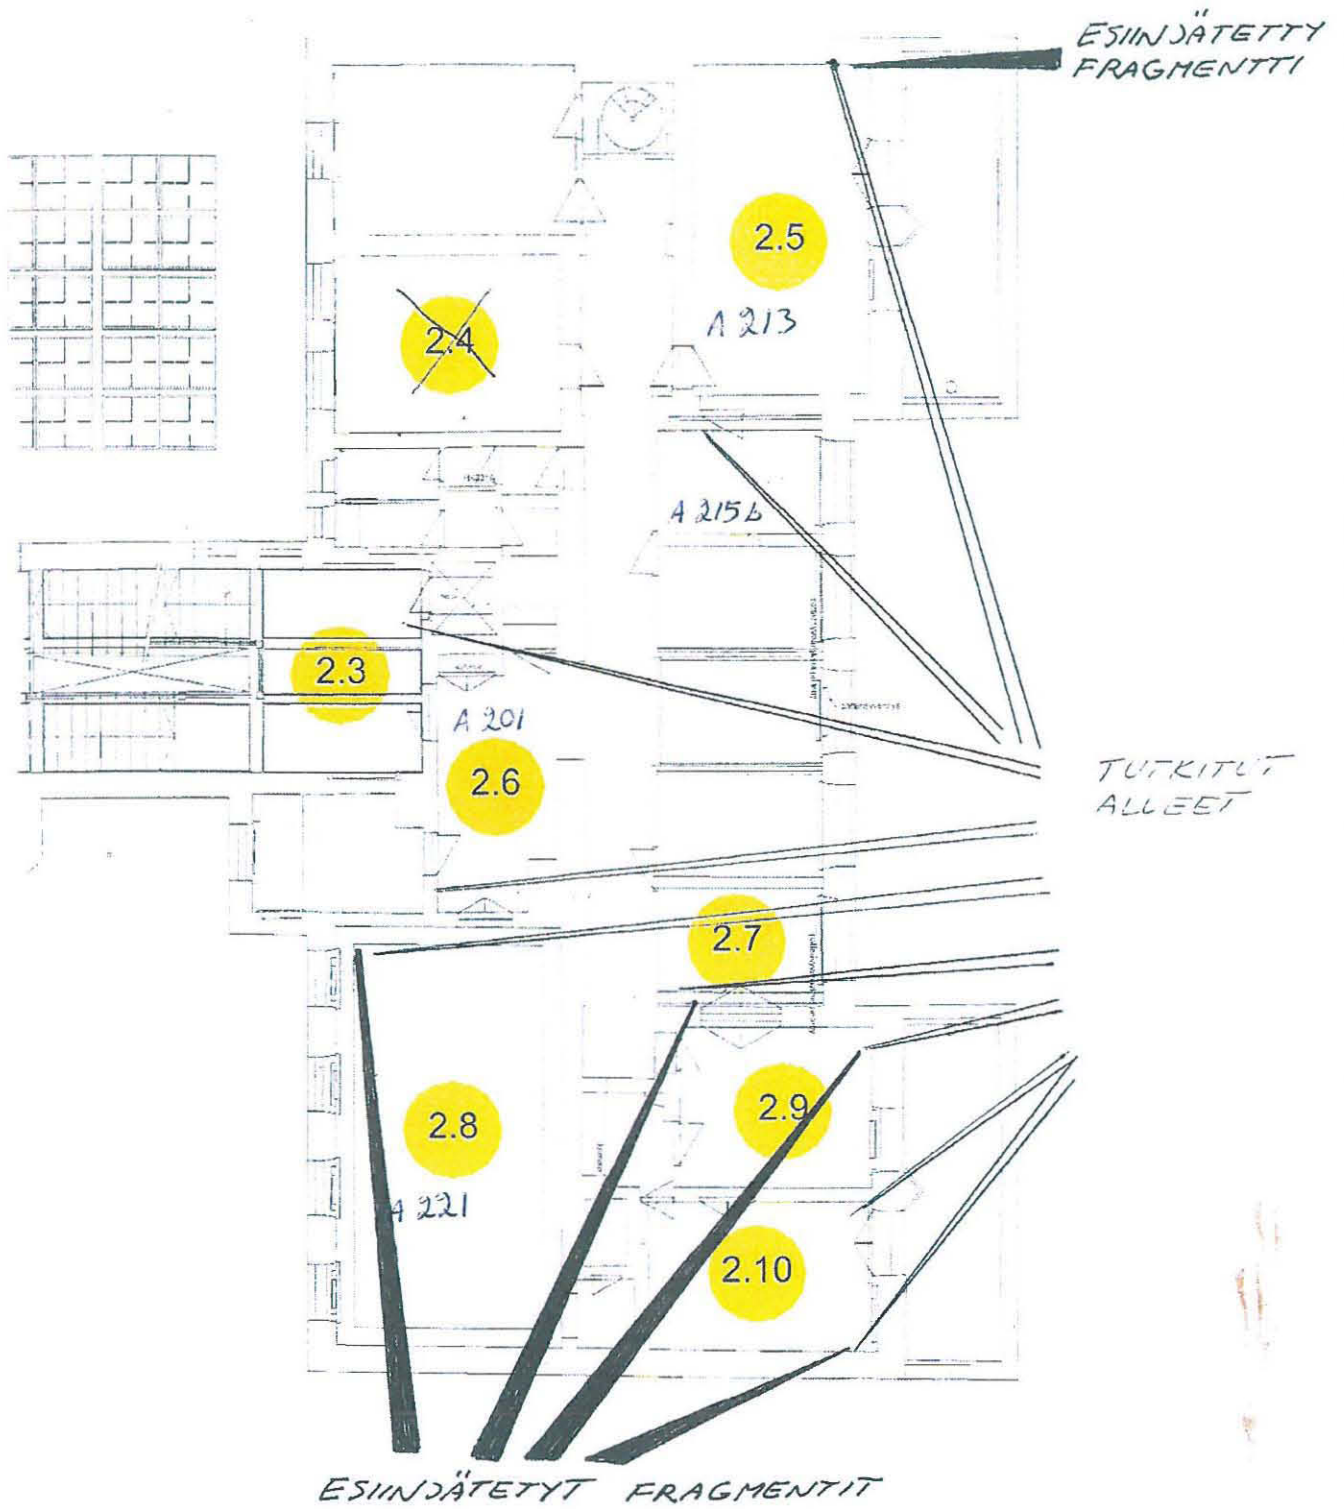 ESIINJÄTETTY
FRAGMENTTI
2.5
A 213
2.4
A 215b
2.3
A 201
2.6
TUTKITUT
ALLEET
2.7
2.8
2.9
A 221
2.10
ESIINJÄTETYT FRAGMENTIT